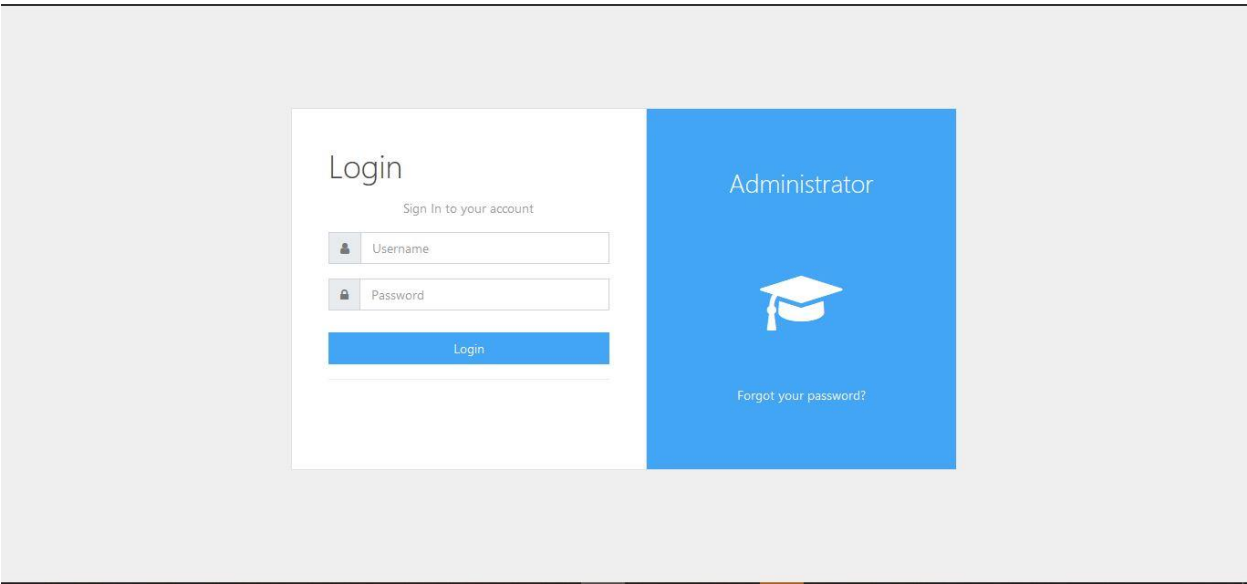 Login
Sign In to your account
Username
Password
Login
Administrator
Forgot your password?